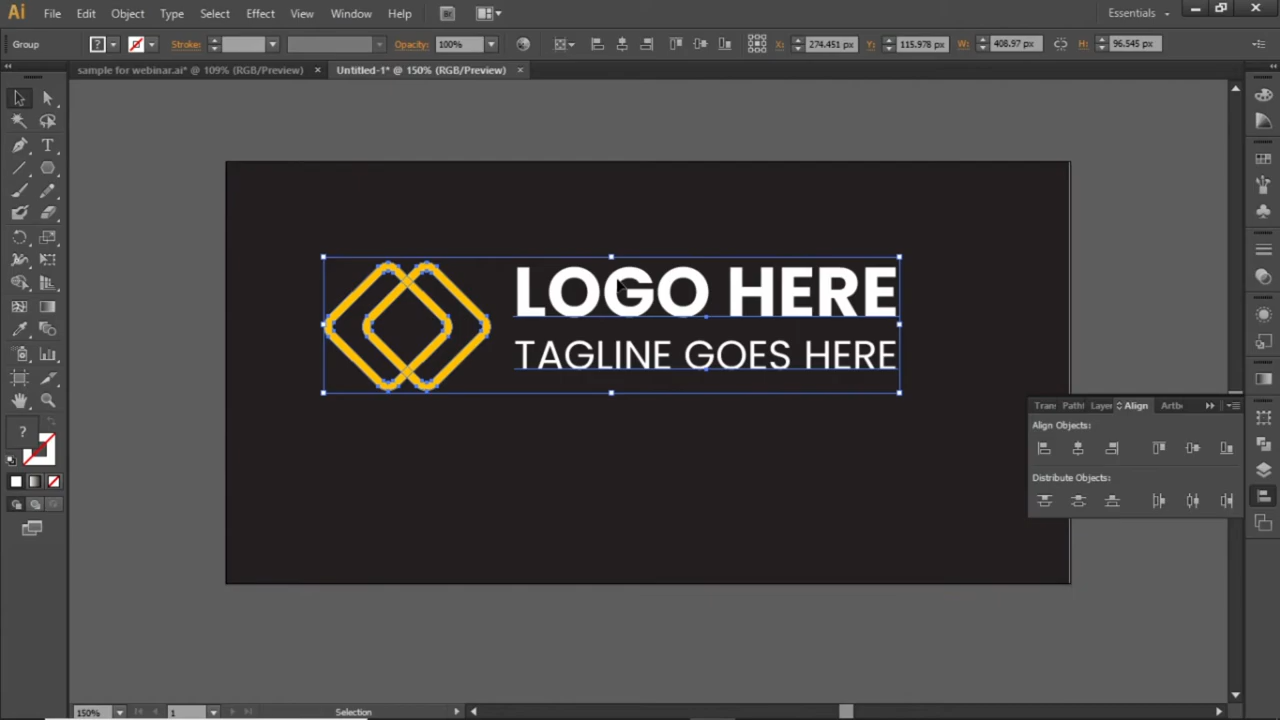 Ai File Edit Object Type Select Effect View Window Help Essentials
Group ? Stroke: Opacity: 100% X: 274.451 px Y: 115.978 px W: 408.97 px H: 96.545 px
sample for webinar.ai* @ 109% (RGB/Preview) × Untitled-1* @ 150% (RGB/Preview) ×
T
LOGO HERE
TAGLINE GOES HERE
Trans Pathf Layer Align Artb
Align Objects:
?
Distribute Objects:
150% 1 Selection